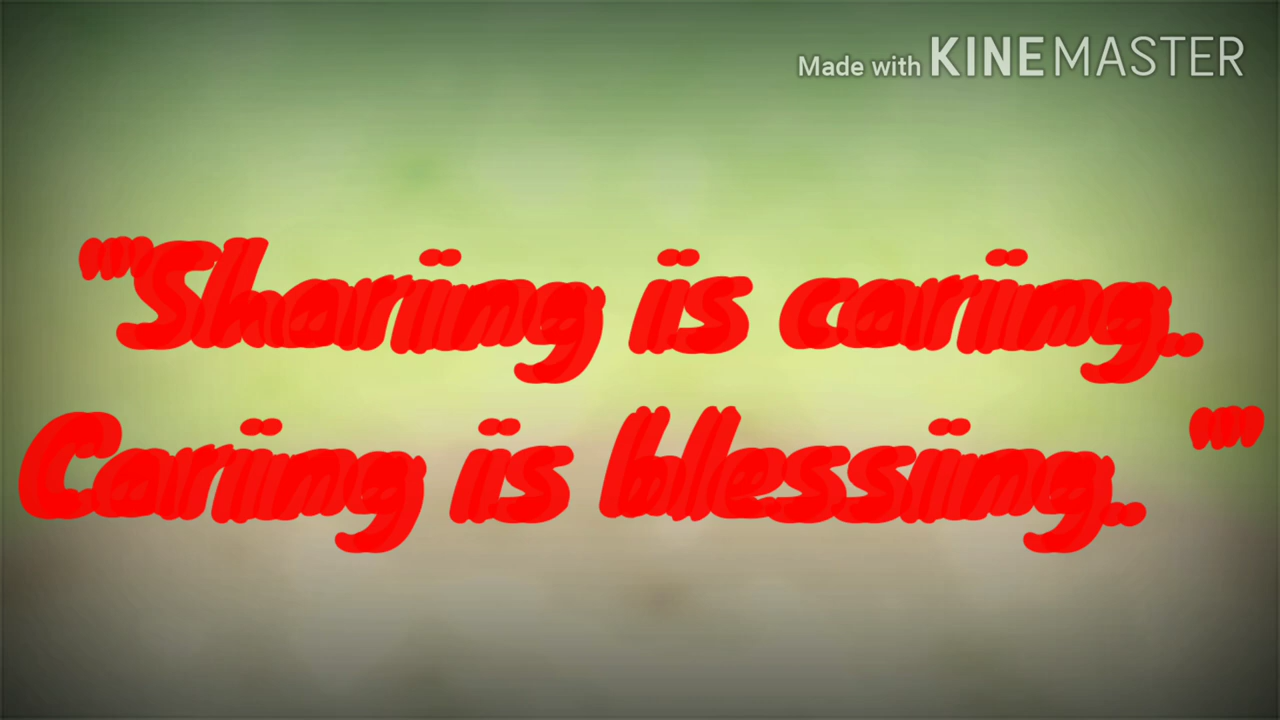 Made with KINEMASTER
"Sharing is caring.
Caring is blessing. "